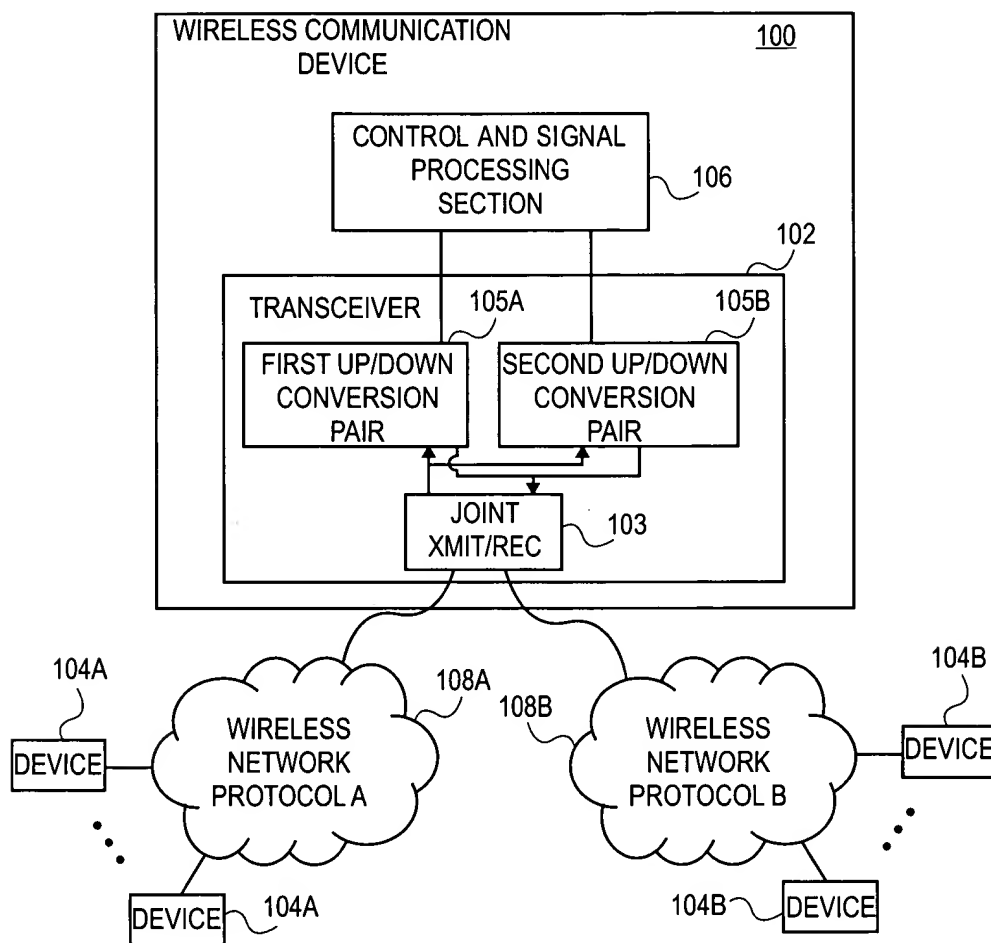 WIRELESS COMMUNICATION
DEVICE
100
CONTROL AND SIGNAL
PROCESSING
SECTION
106
102
TRANSCEIVER
105A
105B
FIRST UP/DOWN
CONVERSION
PAIR
SECOND UP/DOWN
CONVERSION
PAIR
JOINT
XMIT/REC
103
104A
108A
108B
104B
WIRELESS
NETWORK
PROTOCOL A
WIRELESS
NETWORK
PROTOCOL B
DEVICE
DEVICE
DEVICE
104A
104B
DEVICE